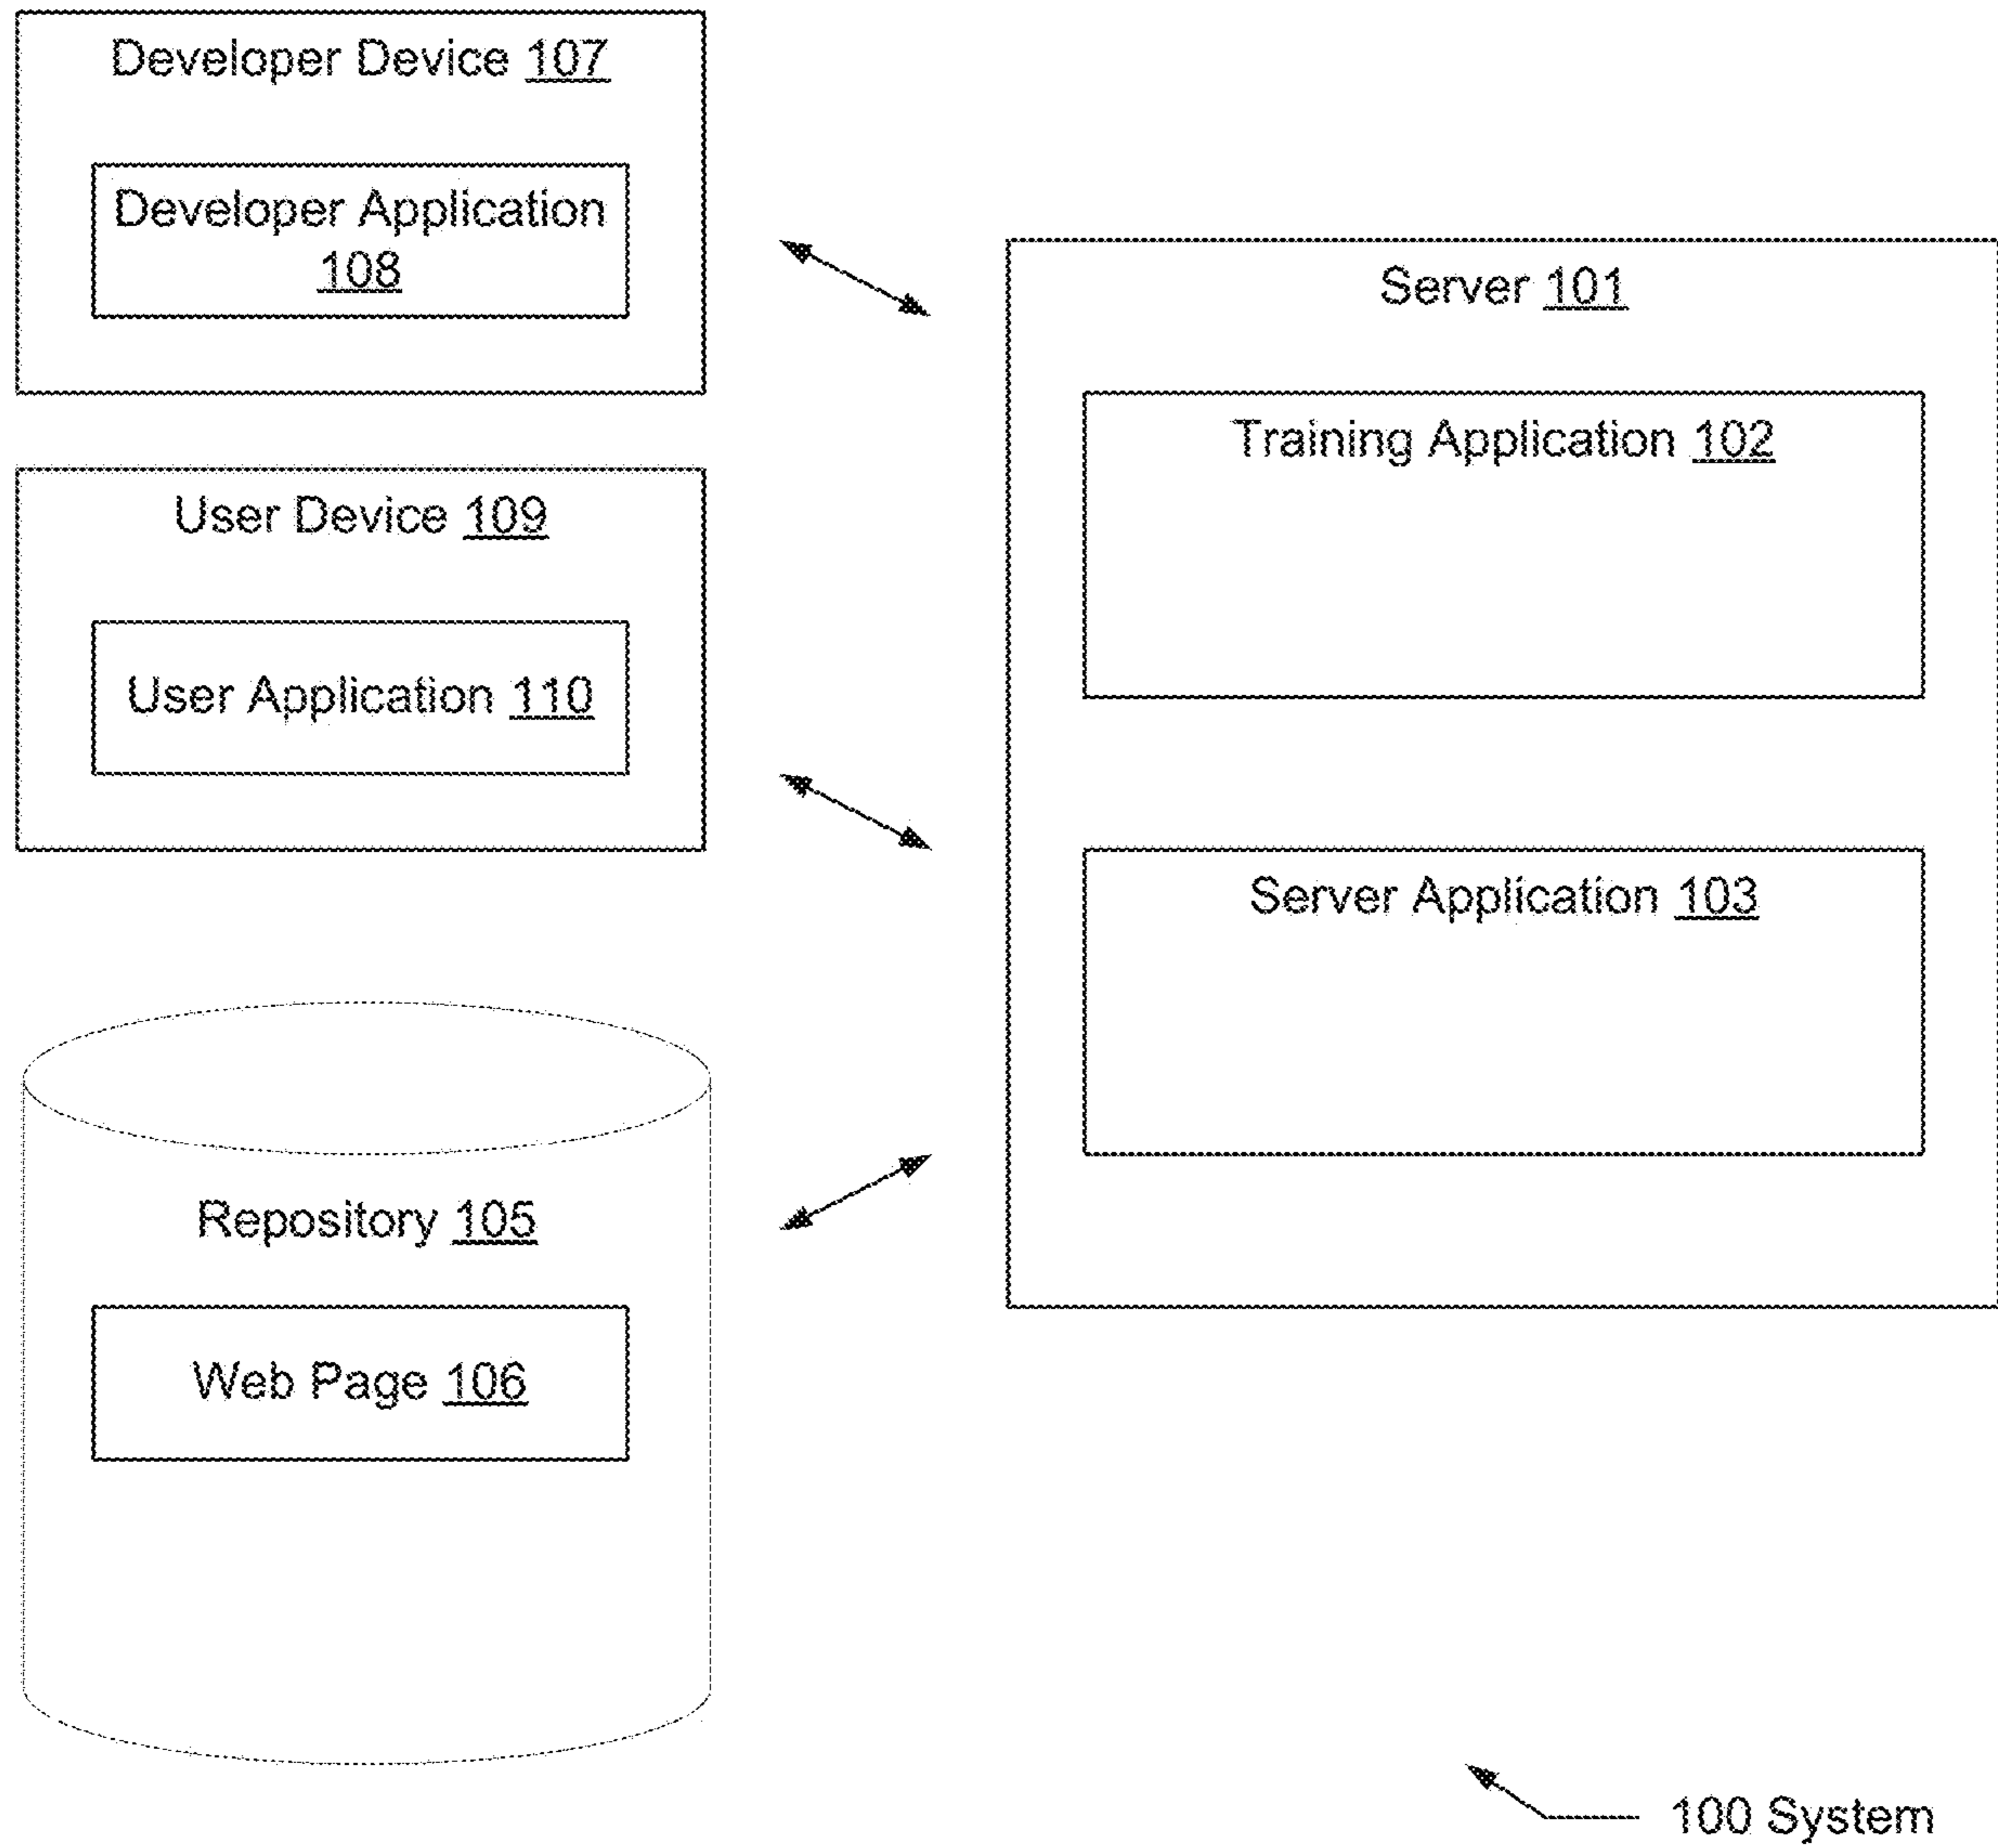 Developer Device 107
Developer Application
108
User Device 109
User Application 110
Repository 105
Web Page 106
Server 101
Training Application 102
Server Application 103
100 System